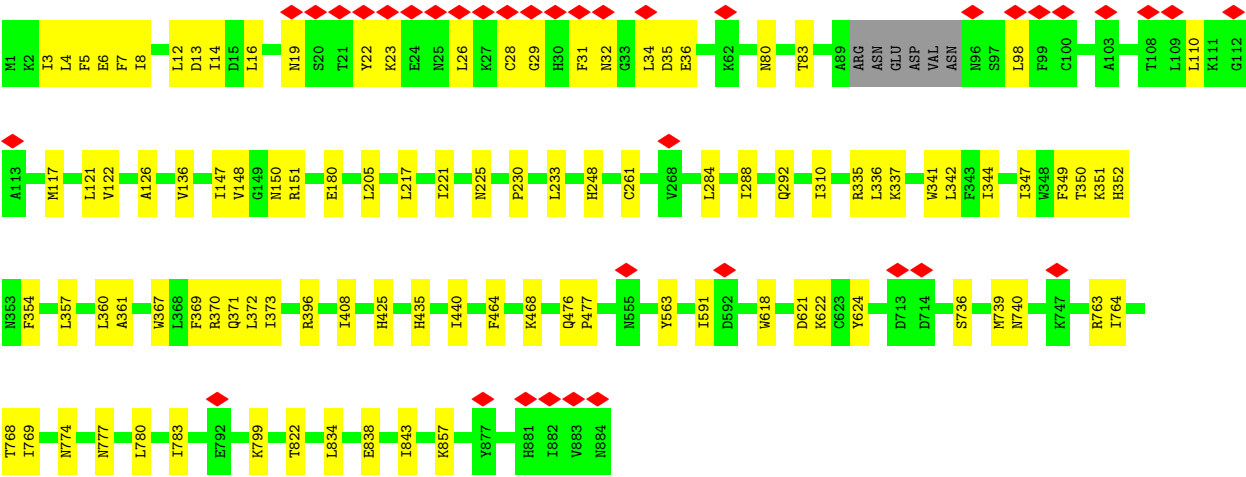 M1 K2 I3 L4 F5 E6 F7 I8 L12 D13 I14 D15 L16 N19 S20 T21 Y22 K23 E24 N25 L26 K27 C28 G29 H30 F31 N32 G33 L34 D35 E36 K62 N80 T83 A89 ARG ASN GLU ASP VAL ASN N96 S97 L98 F99 C100 A103 T108 L109 L110 K111 G112
A113 M117 L121 V122 A126 V136 I147 V148 G149 N150 R151 E180 L205 L217 I221 N225 P230 L233 H248 C261 V268 L284 I288 Q292 I310 R335 L336 K337 W341 L342 F343 I344 I347 W348 F349 T350 K351 H352
N353 F354 L357 L360 A361 W367 L368 F369 R370 Q371 L372 I373 R396 I408 H425 H435 I440 F464 K468 Q476 P477 N555 Y563 I591 D592 W618 D621 K622 C623 Y624 D713 D714 S736 M739 N740 K747 R763 I764
T768 I769 N774 N777 L780 I783 E792 K799 T822 L834 E838 I843 K857 Y877 H881 I882 V883 N884